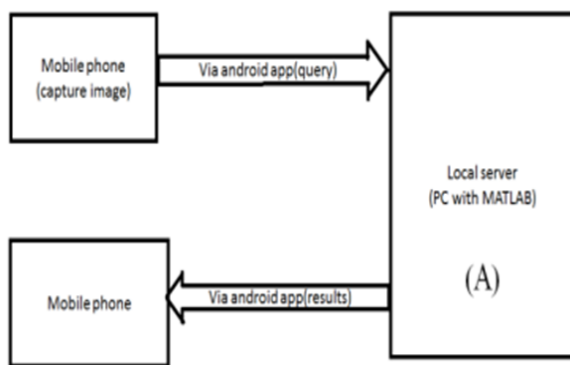 Mobile phone
(capture image)
Via android app(query)
Local server
(PC with MATLAB)
(A)
Mobile phone
Via android app(results)